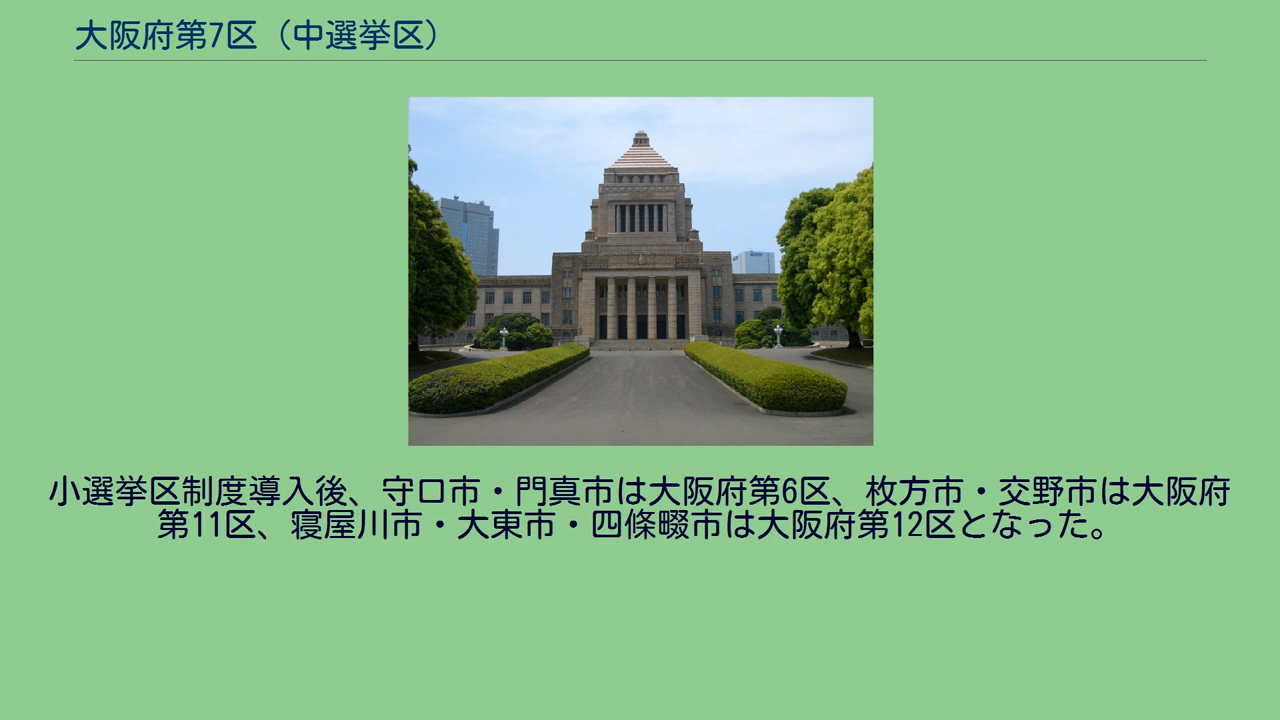 大阪府第7区（中選挙区）
小選挙区制度導入後、守口市・門真市は大阪府第6区、枚方市・交野市は大阪府
第11区、寝屋川市・大東市・四條畷市は大阪府第12区となった。